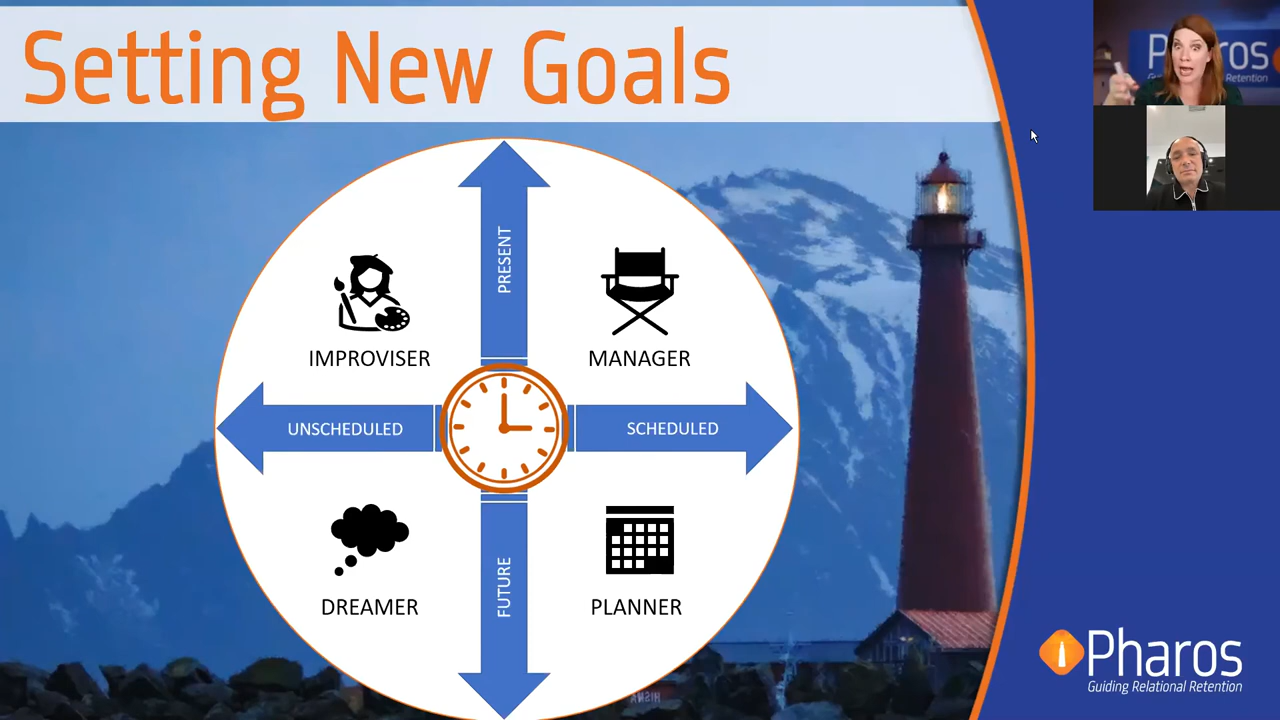 Setting New Goals
PRESENT
IMPROVISER
MANAGER
UNSCHEDULED
SCHEDULED
FUTURE
DREAMER
PLANNER
Pharos
Guiding Relational Retention